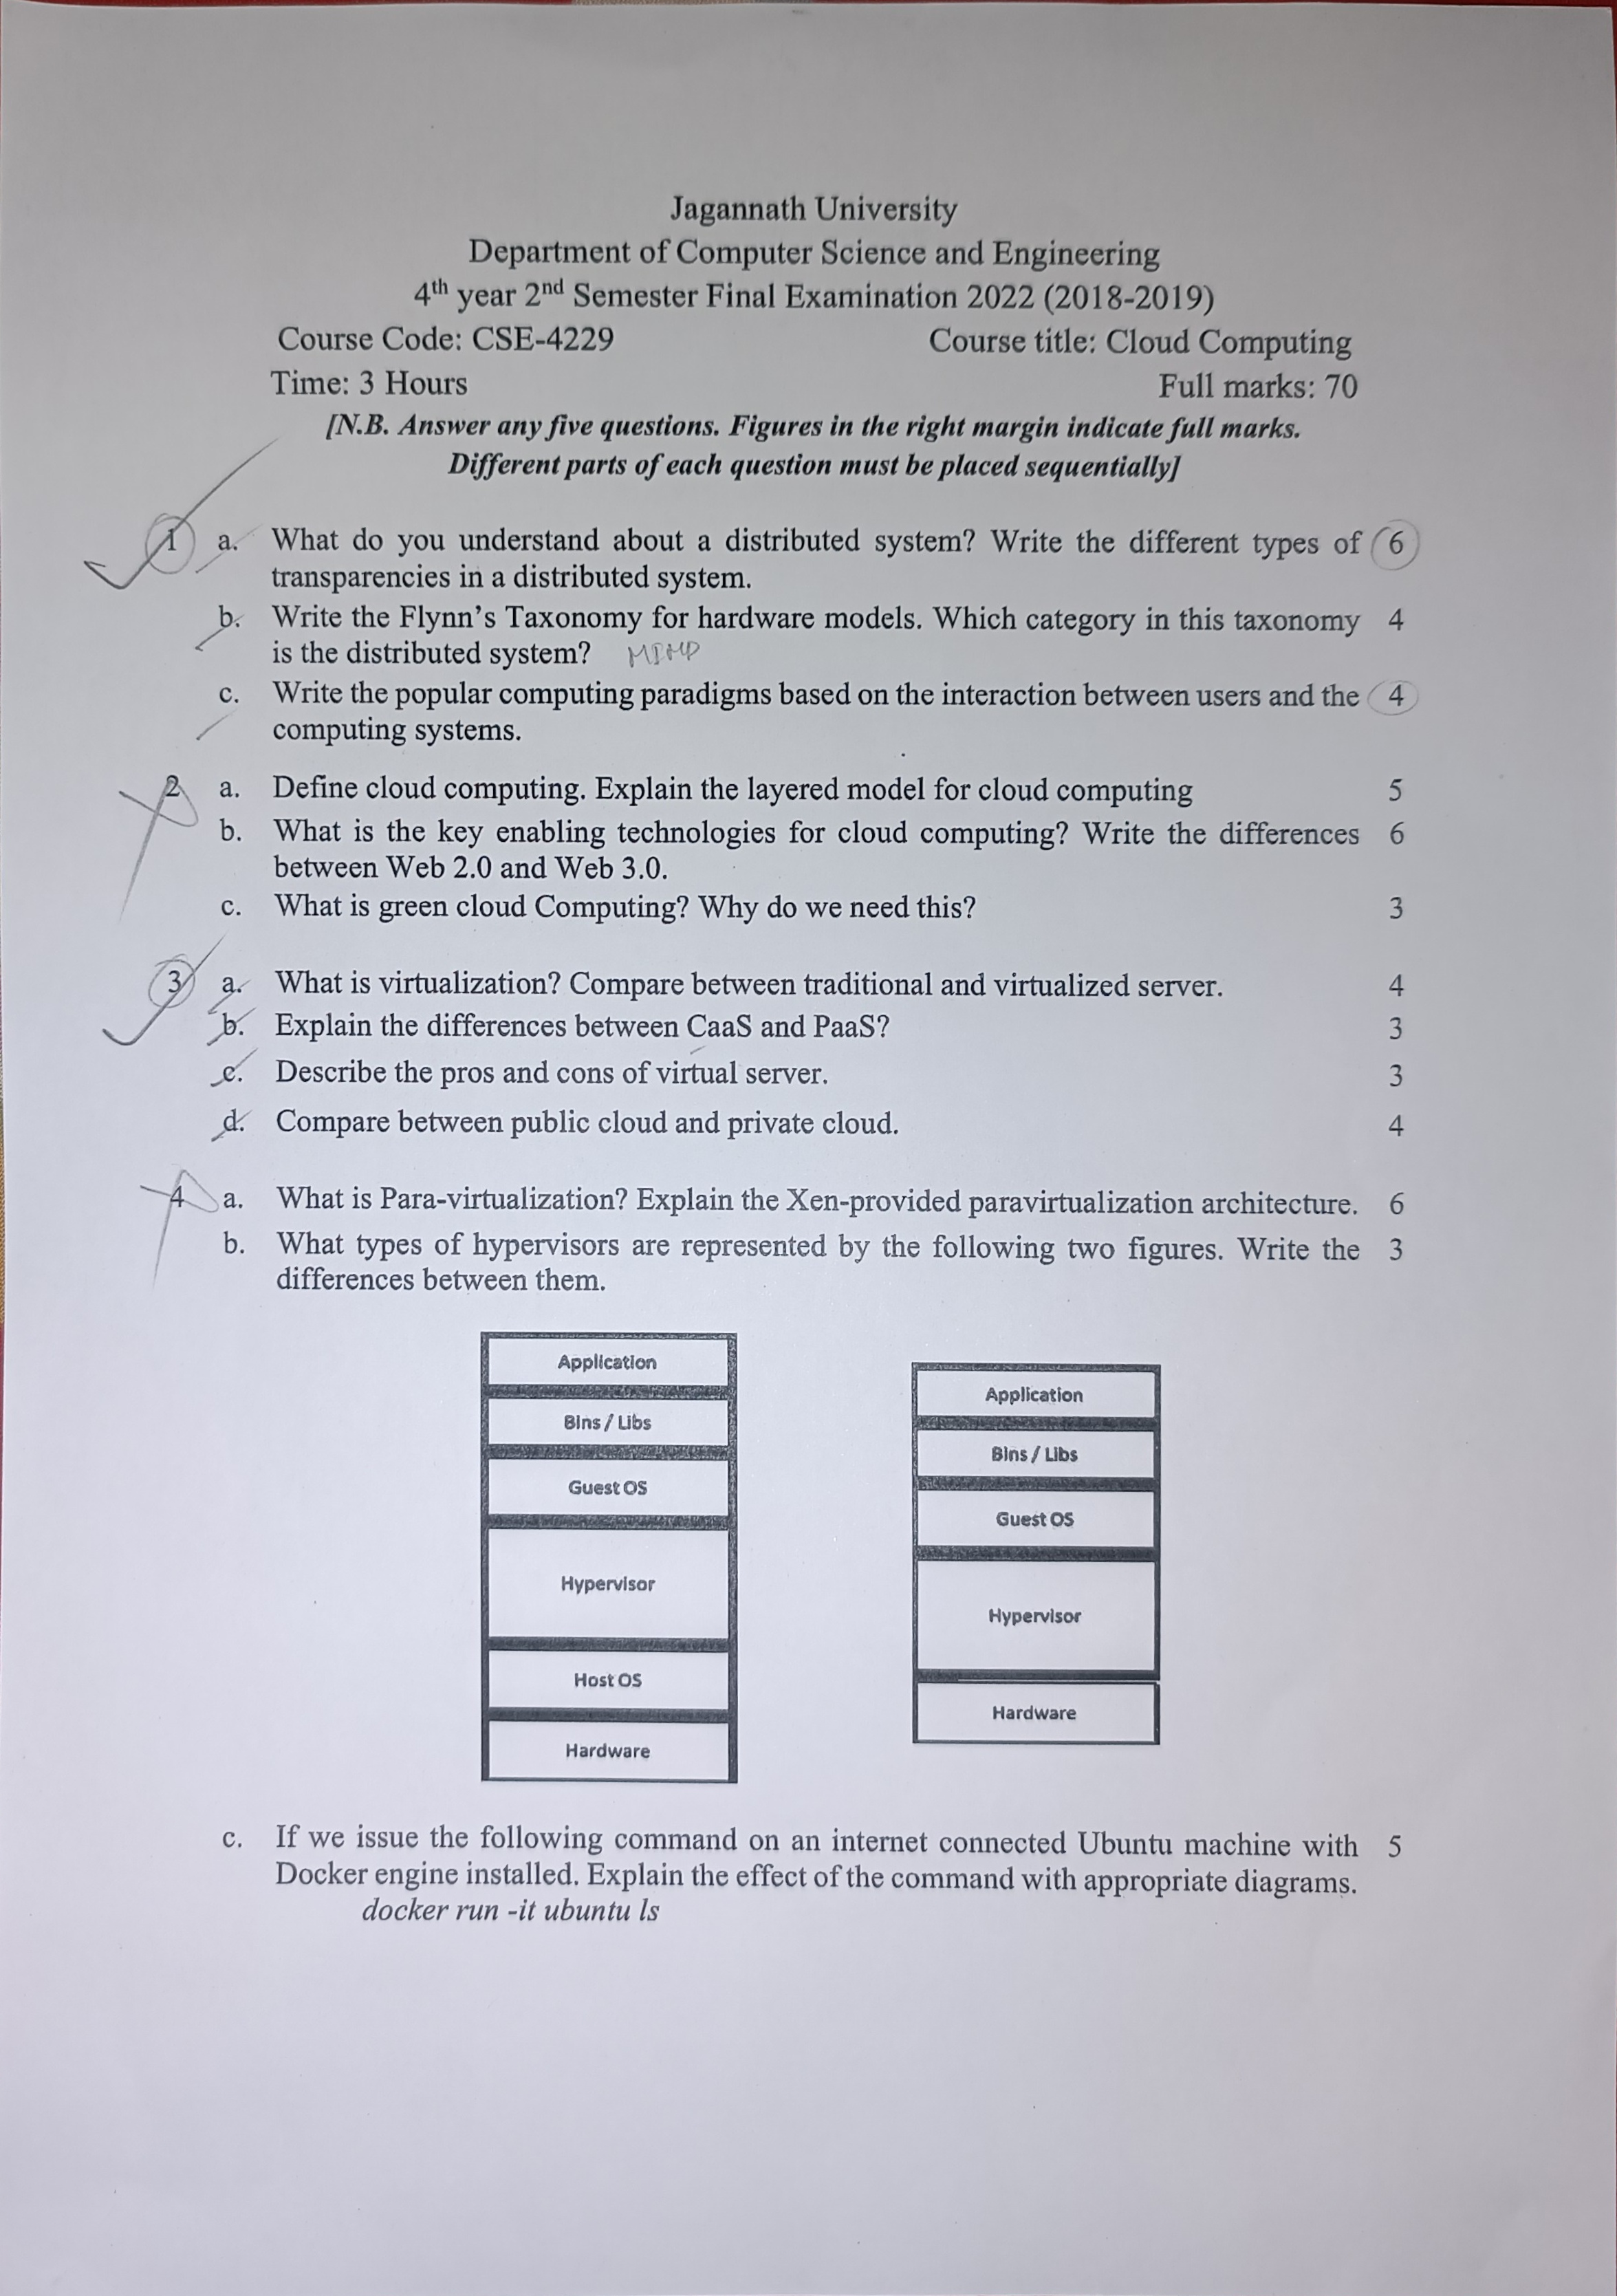 Jagannath University
Department of Computer Science and Engineering
4th year 2nd Semester Final Examination 2022 (2018-2019)
Course Code: CSE-4229 Course title: Cloud Computing
Time: 3 Hours Full marks: 70
[N.B. Answer any five questions. Figures in the right margin indicate full marks.
Different parts of each question must be placed sequentially]
1 a. What do you understand about a distributed system? Write the different types of 6
transparencies in a distributed system.
b. Write the Flynn's Taxonomy for hardware models. Which category in this taxonomy 4
is the distributed system? MIMD
c. Write the popular computing paradigms based on the interaction between users and the 4
computing systems.
2 a. Define cloud computing. Explain the layered model for cloud computing 5
b. What is the key enabling technologies for cloud computing? Write the differences 6
between Web 2.0 and Web 3.0.
c. What is green cloud Computing? Why do we need this? 3
3 a. What is virtualization? Compare between traditional and virtualized server. 4
b. Explain the differences between CaaS and PaaS? 3
c. Describe the pros and cons of virtual server. 3
d. Compare between public cloud and private cloud. 4
4 a. What is Para-virtualization? Explain the Xen-provided paravirtualization architecture. 6
b. What types of hypervisors are represented by the following two figures. Write the 3
differences between them.
Application
Bins / Libs
Guest OS
Hypervisor
Host OS
Hardware
Application
Bins / Libs
Guest OS
Hypervisor
Hardware
c. If we issue the following command on an internet connected Ubuntu machine with 5
Docker engine installed. Explain the effect of the command with appropriate diagrams.
docker run -it ubuntu ls